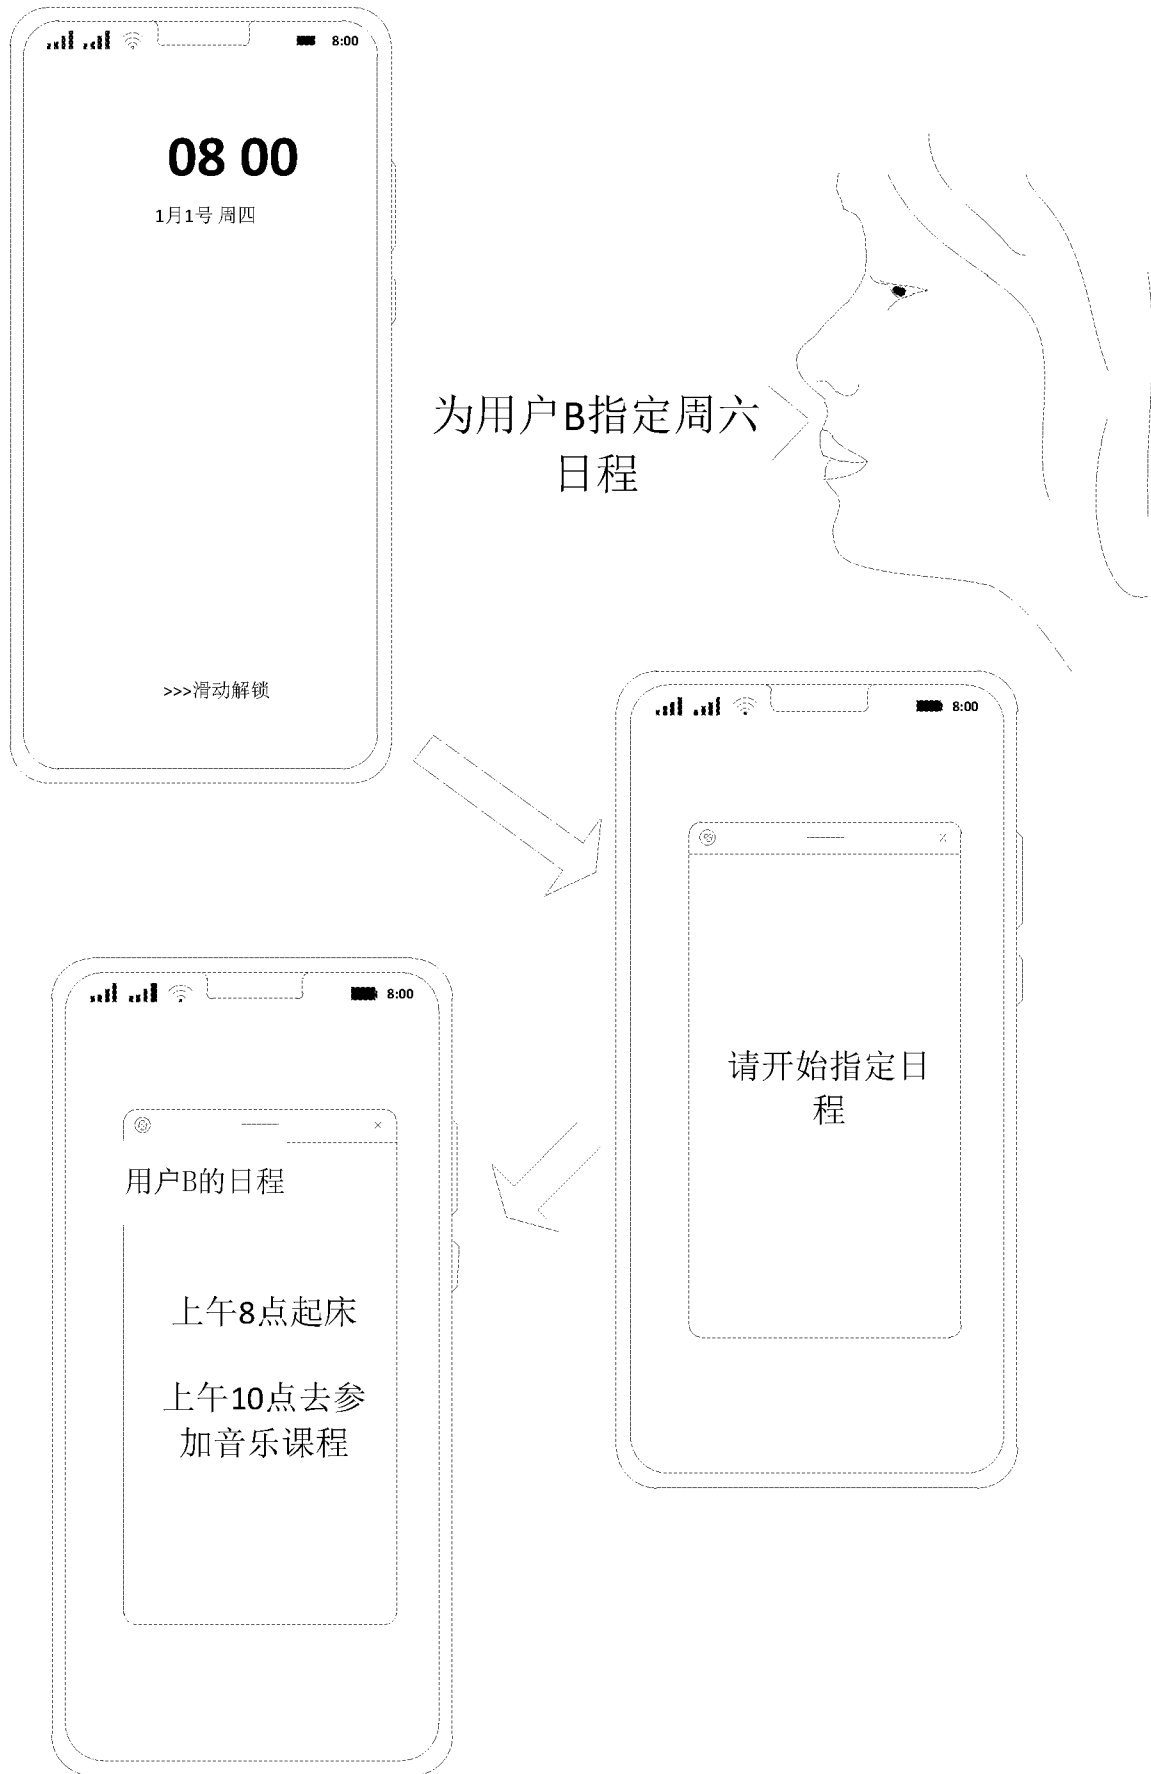 8:00
08 00
1月1号 周四
为用户B指定周六
日程
>>>滑动解锁
8:00
请开始指定日
程
8:00
用户B的日程
上午8点起床
上午10点去参
加音乐课程